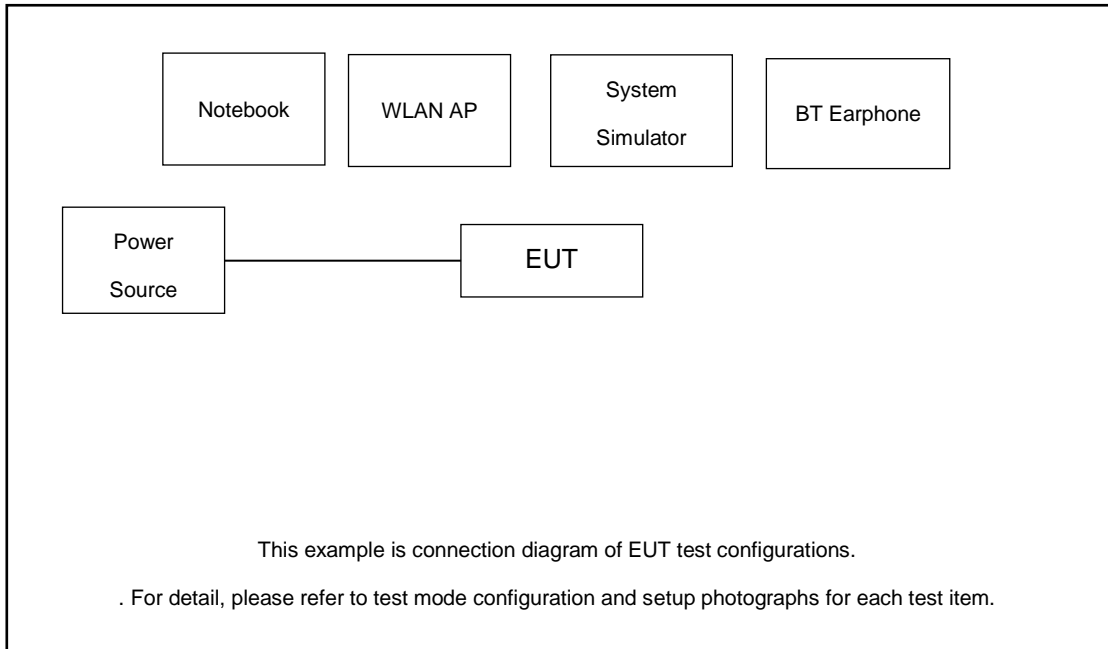 Notebook
WLAN AP
System
Simulator
BT Earphone
Power
Source
EUT
This example is connection diagram of EUT test configurations.
. For detail, please refer to test mode configuration and setup photographs for each test item.